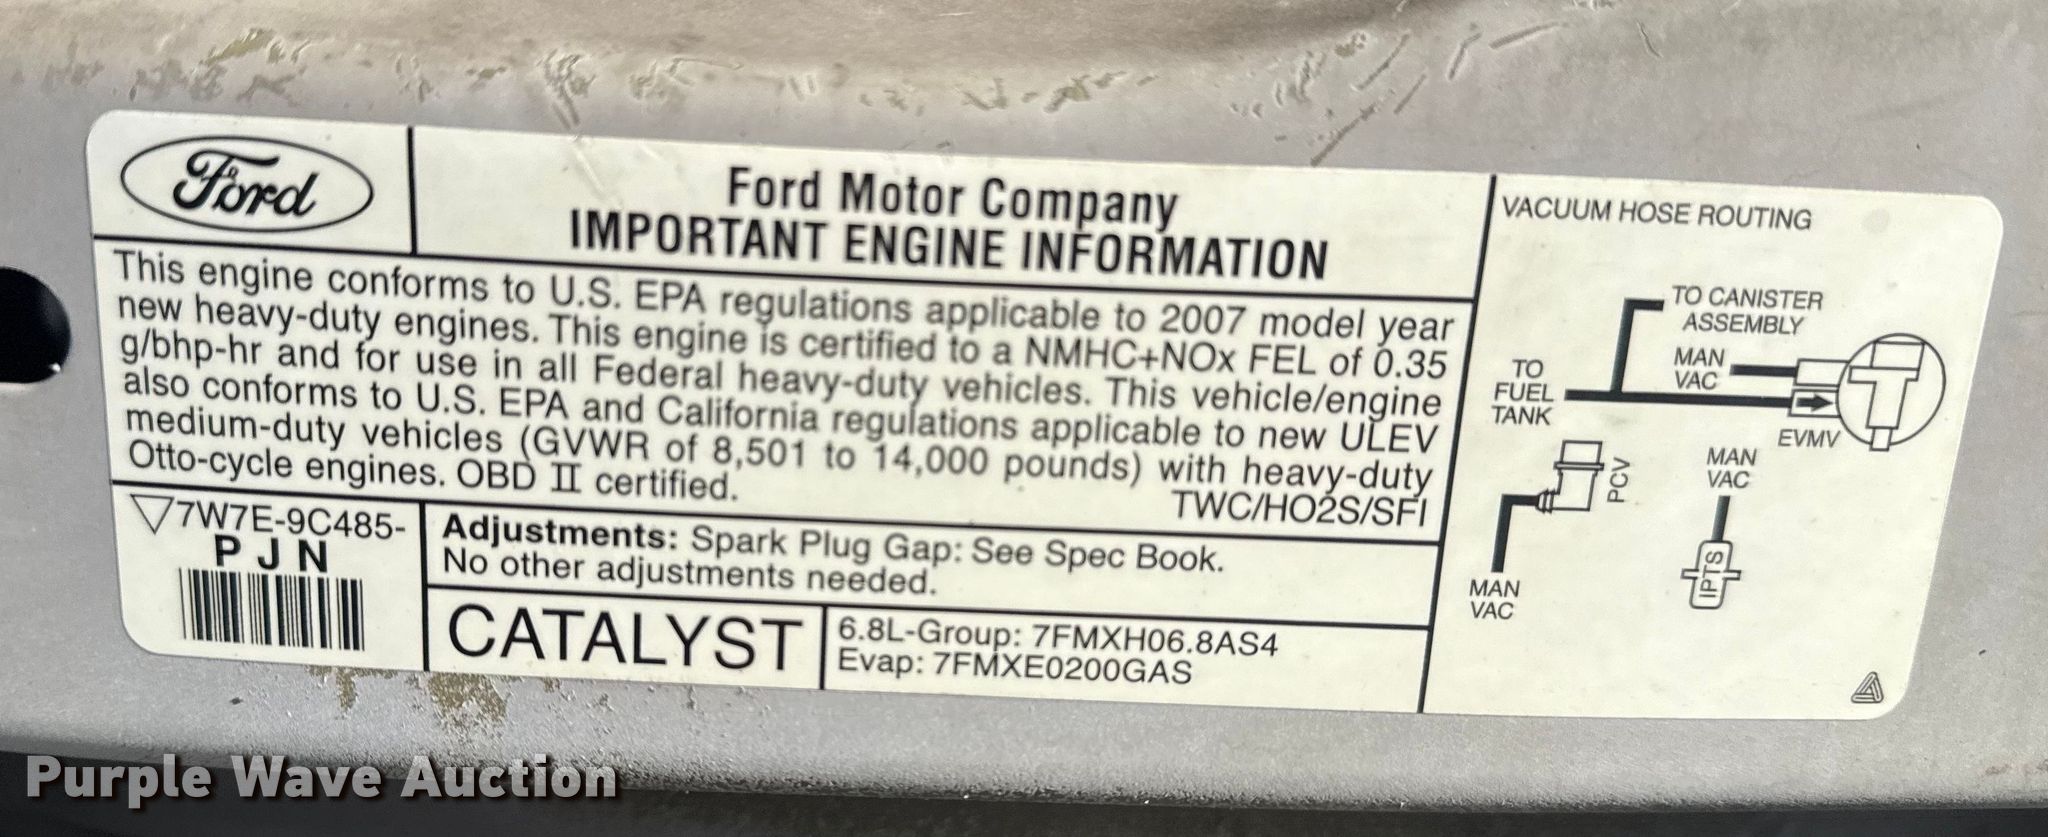 Ford
Ford Motor Company
IMPORTANT ENGINE INFORMATION
This engine conforms to U.S. EPA regulations applicable to 2007 model year
new heavy-duty engines. This engine is certified to a NMHC+NOx FEL of 0.35
g/bhp-hr and for use in all Federal heavy-duty vehicles. This vehicle/engine
also conforms to U.S. EPA and California regulations applicable to new ULEV
medium-duty vehicles (GVWR of 8,501 to 14,000 pounds) with heavy-duty
Otto-cycle engines. OBD II certified.
TWC/HO2S/SFI
7W7E-9C485-
P J N
Adjustments: Spark Plug Gap: See Spec Book.
No other adjustments needed.
CATALYST
6.8L-Group: 7FMXH06.8AS4
Evap: 7FMXE0200GAS
VACUUM HOSE ROUTING
TO CANISTER
ASSEMBLY
MAN
VAC
TO
FUEL
TANK
EVMV
PCV
MAN
VAC
MAN
VAC
IPTS
Purple Wave Auction